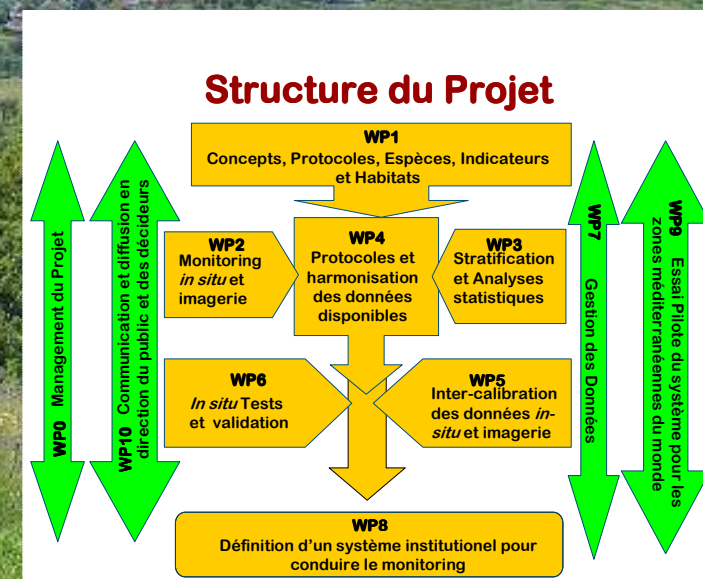 Structure du Projet
WP1
Concepts, Protocoles, Espèces, Indicateurs
et Habitats
WP2
Monitoring
in situ et
imagerie
WP4
Protocoles et
harmonisation
des données
disponibles
WP3
Stratification
et Analyses
statistiques
WP6
In situ Tests
et validation
WP5
Inter-calibration
des données in-
situ et imagerie
WP8
Définition d'un système institutionel pour
conduire le monitoring
WP0 Management du Projet
WP10 Communication et diffusion en
direction du public et des décideurs
WP7 Gestion des Données
WP9 Essai Pilote du système pour les
zones méditerranéennes du monde